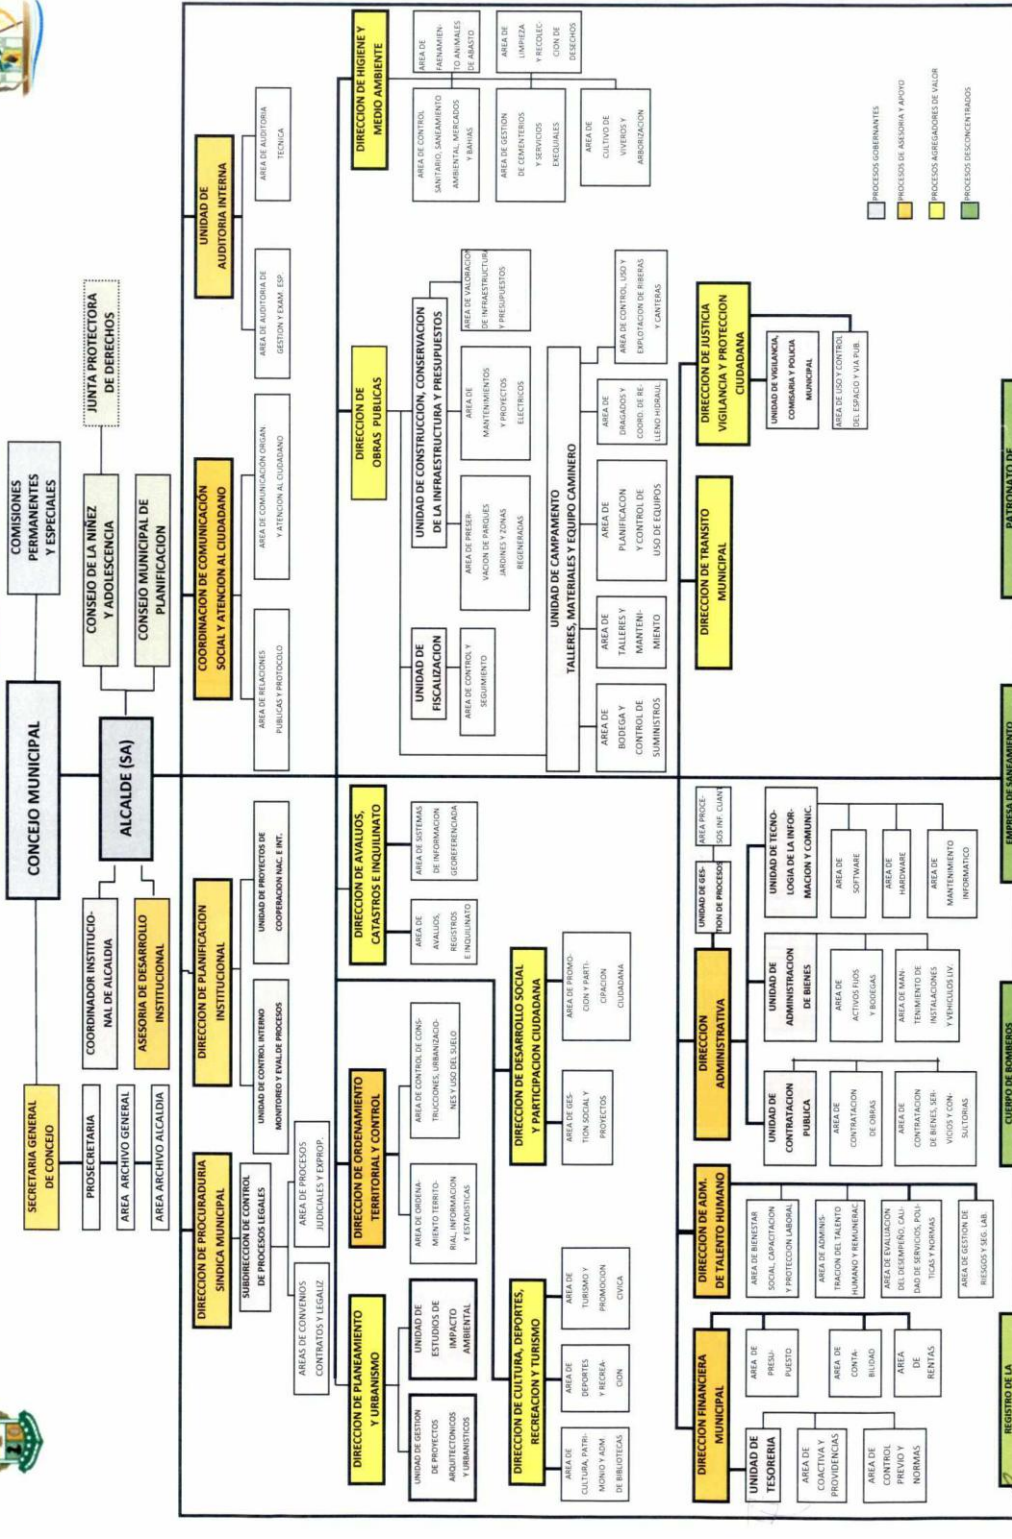 CONCEJO MUNICIPAL
COMISIONES
PERMANENTES
Y ESPECIALES
SECRETARIA GENERAL
DE CONCEJO
PROSECRETARIA
AREA ARCHIVO GENERAL
AREA ARCHIVO ALCALDIA
ALCALDE (SA)
COORDINADOR INSTITUCIO-
NAL DE ALCALDIA
ASESORIA DE DESARROLLO
INSTITUCIONAL
CONSEJO DE LA NIÑEZ
Y ADOLESCENCIA
JUNTA PROTECTORA
DE DERECHOS
CONSEJO MUNICIPAL DE
PLANIFICACION
DIRECCION DE PROCURADURIA
SINDICA MUNICIPAL
SUBDIRECCION DE CONTROL
DE PROCESOS LEGALES
AREAS DE CONVENIOS
CONTRATOS Y LEGALIZ
AREA DE PROCESOS
JUDICIALES Y EXPROP.
DIRECCION DE PLANIFICACION
INSTITUCIONAL
UNIDAD DE CONTROL INTERNO
MONITOREO Y EVAL DE PROCESOS
UNIDAD DE PROYECTOS DE
COOPERACION NAC. E INT.
COORDINACION DE COMUNICACIÓN
SOCIAL Y ATENCION AL CIUDADANO
AREA DE RELACIONES
PUBLICAS Y PROTOCOLO
AREA DE COMUNICACIÓN ORGAN
Y ATENCION AL CIUDADANO
UNIDAD DE
AUDITORIA INTERNA
AREA DE AUDITORIA DE
GESTION Y EXAM. ESP.
AREA DE AUDITORIA
TECNICA
DIRECCION DE PLANEAMIENTO
Y URBANISMO
UNIDAD DE GESTION
DE PROYECTOS
ARQUITECTONICOS
Y URBANISTICOS
UNIDAD DE
ESTUDIOS DE
IMPACTO
AMBIENTAL
DIRECCION DE ORDENAMIENTO
TERRITORIAL Y CONTROL
AREA DE ORDENA-
MIENTO TERRITO-
RIAL, INFORMACION
Y ESTADISTICAS
AREA DE CONTROL DE CONS-
TRUCCIONES, URBANIZACIO-
NES Y USO DEL SUELO
DIRECCION DE AVALUOS,
CATASTROS E INQUILINATO
AREA DE
AVALUOS,
REGISTROS
E INQUILINATO
AREA DE SISTEMAS
DE INFORMACION
GEOREFERENCIADA
DIRECCION DE
OBRAS PUBLICAS
UNIDAD DE
FISCALIZACION
AREA DE CONTROL Y
SEGUIMIENTO
UNIDAD DE CONSTRUCCION, CONSERVACION
DE LA INFRAESTRUCTURA Y PRESUPUESTOS
AREA DE PRESER-
VACION DE PARQUES
JARDINES Y ZONAS
REGENERADAS
AREA DE
MANTENIMIENTOS
Y PROYECTOS
ELECTRICOS
AREA DE VALORACION
DE INFRAESTRUCTURA
Y PRESUPUESTOS
UNIDAD DE CAMPAMENTO
TALLERES, MATERIALES Y EQUIPO CAMINERO
AREA DE
BODEGA Y
CONTROL DE
SUMINISTROS
AREA DE
TALLERES Y
MANTENI-
MIENTO
AREA DE
PLANIFICACON
Y CONTROL DE
USO DE EQUIPOS
AREA DE
DRAGADOS Y
COORD. DE RE-
LLENO HIDRAUL.
AREA DE CONTROL, USO Y
EXPLOTACION DE RIBERAS
Y CANTERAS
DIRECCION DE HIGIENE Y
MEDIO AMBIENTE
AREA DE CONTROL
SANITARIO, SANEAMIENTO
AMBIENTAL, MERCADOS
Y BAHIAS
AREA DE
FAENAMIEN-
TO ANIMALES
DE ABASTO
AREA DE GESTION
DE CEMENTERIOS
Y SERVICIOS
EXEQUIALES
AREA DE
LIMPIEZA
Y RECOLEC-
CION DE
DESECHOS
AREA DE
CULTIVO DE
VIVEROS Y
ARBORIZACION
DIRECCION DE CULTURA, DEPORTES,
RECREACION Y TURISMO
AREA DE
CULTURA, PATRI-
MONIO Y ADM.
DE BIBLIOTECAS
AREA DE
DEPORTES
Y RECREA-
CION
AREA DE
TURISMO Y
PROMOCION
CIVICA
DIRECCION DE DESARROLLO SOCIAL
Y PARTICIPACION CIUDADANA
AREA DE GES-
TION SOCIAL Y
PROYECTOS
AREA DE PROMO-
CION Y PARTI-
CIPACION
CIUDADANA
DIRECCION FINANCIERA
MUNICIPAL
UNIDAD DE
TESORERIA
AREA DE
COACTIVA Y
PROVIDENCIAS
AREA DE
CONTROL
PREVIO Y
NORMAS
AREA DE
PRESU-
PUESTO
AREA DE
CONTA-
BILIDAD
AREA
DE
RENTAS
DIRECCION DE ADM.
DE TALENTO HUMANO
AREA DE BIENESTAR
SOCIAL, CAPACITACION
Y PROTECCION LABORAL
AREA DE ADMINIS-
TRACION DEL TALENTO
HUMANO Y REMUNERAC
AREA DE EVALUACION
DEL DESEMPEÑO, CALI-
DAD DE SERVICIOS, POLI-
TICAS Y NORMAS
AREA DE GESTION DE
RIESGOS Y SEG. LAB.
DIRECCION
ADMINISTRATIVA
UNIDAD DE GES-
TION DE PROCESOS
AREA PROCE-
SOS INF. CUANT
UNIDAD DE
CONTRATACION
PUBLICA
AREA DE
CONTRATACION
DE OBRAS
AREA DE
CONTRATACION
DE BIENES, SER-
VICIOS Y CON-
SULTORIAS
UNIDAD DE
ADMINISTRACION
DE BIENES
AREA DE
ACTIVOS FIJOS
Y BODEGAS
AREA DE MAN-
TENIMIENTO DE
INSTALACIONES
Y VEHICULOS LIV.
UNIDAD DE TECNO-
LOGIA DE LA INFOR-
MACION Y COMUNIC.
AREA DE
SOFTWARE
AREA DE
HARDWARE
AREA DE
MANTENIMIENTO
INFORMATICO
DIRECCION DE TRANSITO
MUNICIPAL
DIRECCION DE JUSTICIA
VIGILANCIA Y PROTECCION
CIUDADANA
UNIDAD DE VIGILANCIA,
COMISARIA Y POLICIA
MUNICIPAL
AREA DE USO Y CONTROL
DEL ESPACIO Y VIA PUB.
PROCESOS GOBERNANTES
PROCESOS DE ASESORIA Y APOYO
PROCESOS AGREGADORES DE VALOR
PROCESOS DESCONCENTRADOS
REGISTRO DE LA
CUERPO DE BOMBEROS
EMPRESA DE SANEAMIENTO
PATRONATO DE